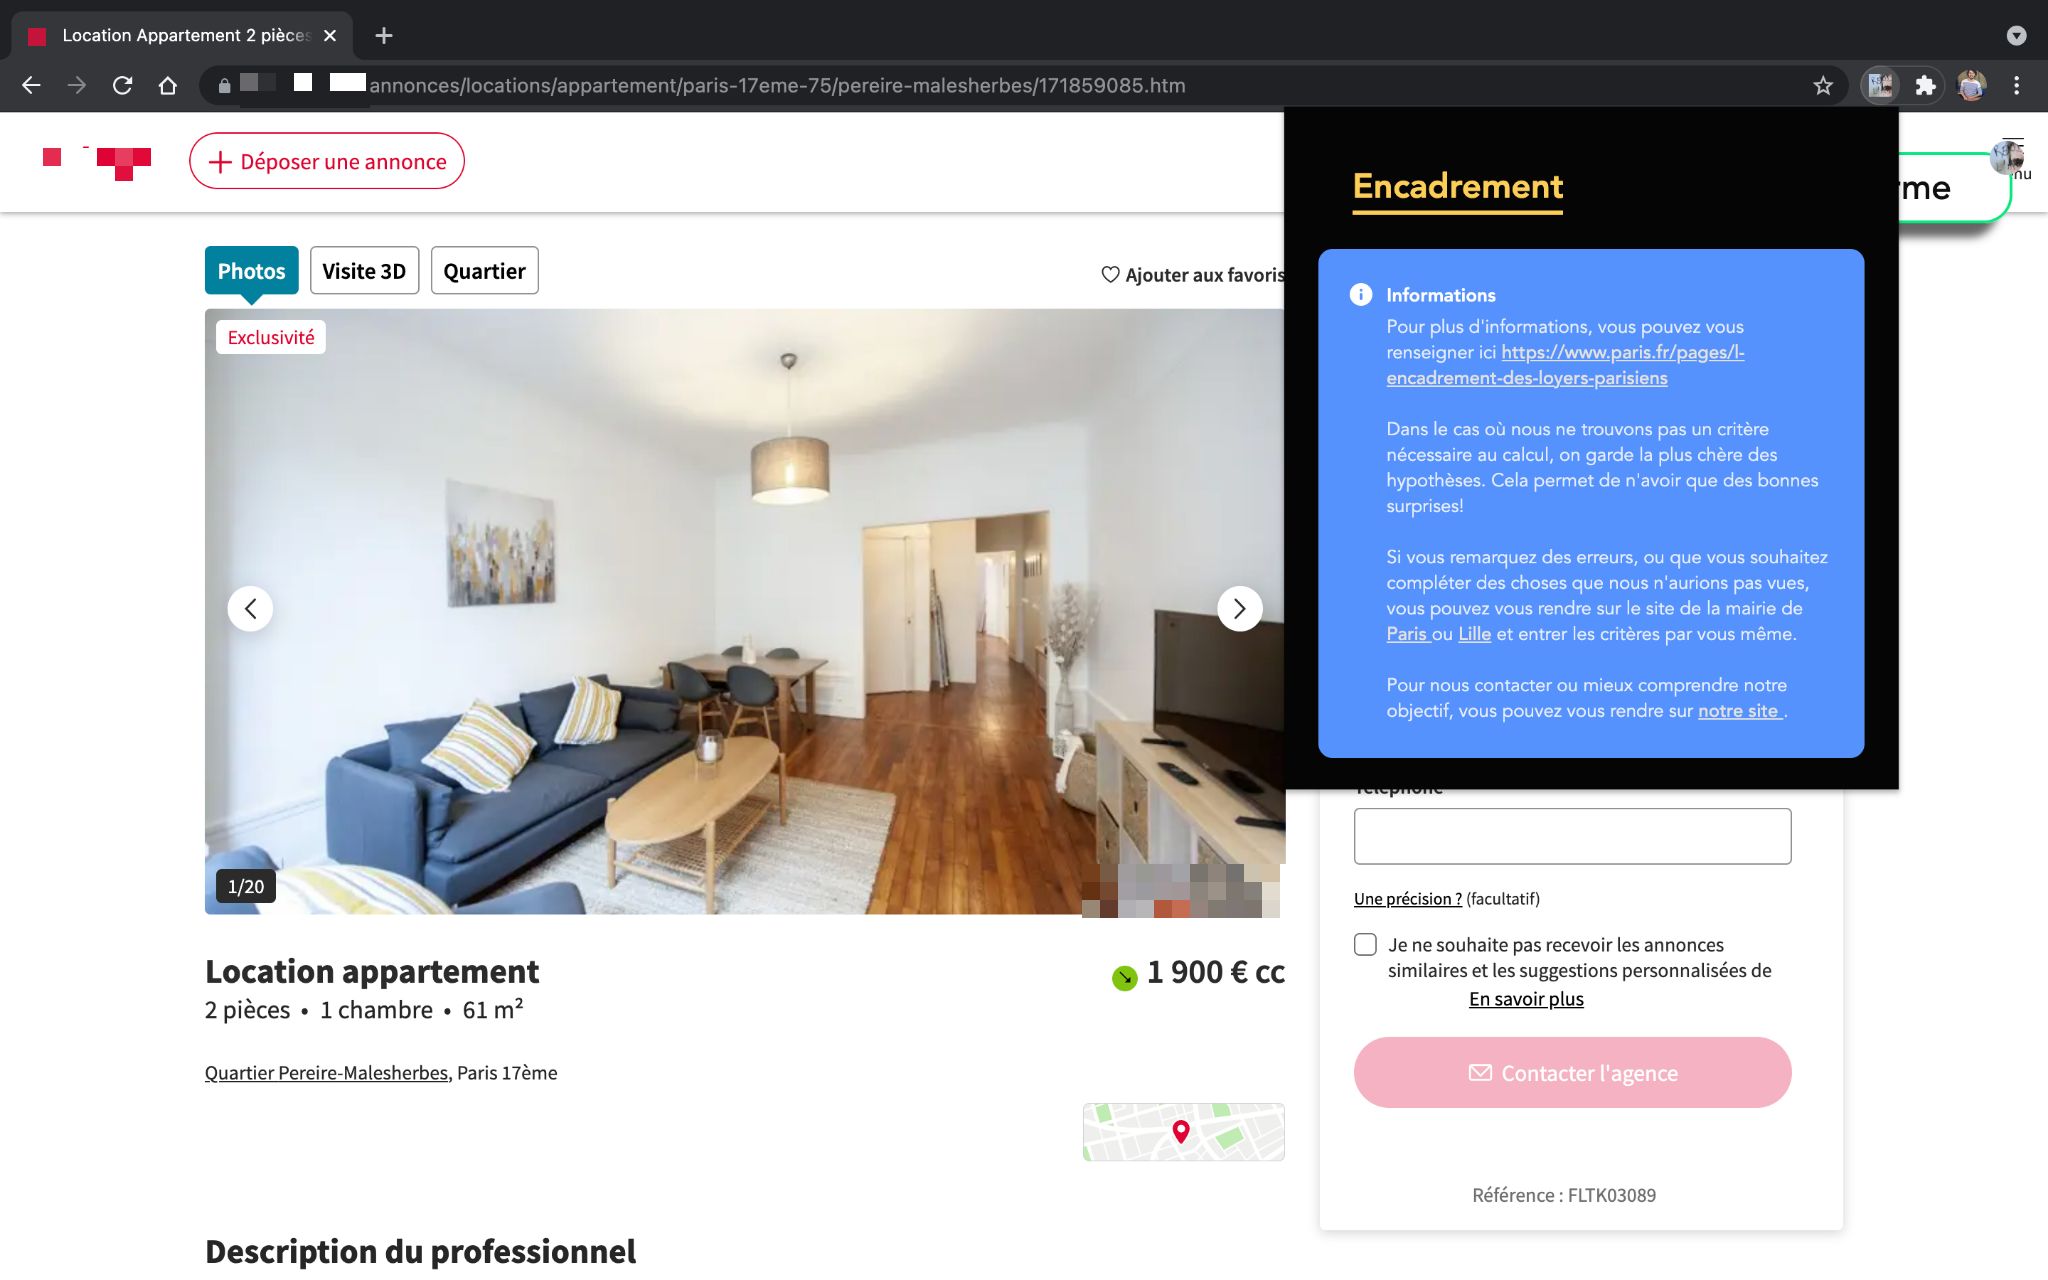 Location Appartement 2 pièces
annonces/locations/appartement/paris-17eme-75/pereire-malesherbes/171859085.htm
Déposer une annonce
Encadrement
rme
nu
Photos
Visite 3D
Quartier
Ajouter aux favoris
Exclusivité
Informations
Pour plus d'informations, vous pouvez vous
renseigner ici https://www.paris.fr/pages/l-
encadrement-des-loyers-parisiens
Dans le cas où nous ne trouvons pas un critère
nécessaire au calcul, on garde la plus chère des
hypothèses. Cela permet de n'avoir que des bonnes
surprises!
Si vous remarquez des erreurs, ou que vous souhaitez
compléter des choses que nous n'aurions pas vues,
vous pouvez vous rendre sur le site de la mairie de
Paris ou Lille et entrer les critères par vous même.
Pour nous contacter ou mieux comprendre notre
objectif, vous pouvez vous rendre sur notre site .
Téléphone
1/20
Une précision ? (facultatif)
Je ne souhaite pas recevoir les annonces
similaires et les suggestions personnalisées de
En savoir plus
Contacter l'agence
Référence : FLTK03089
Location appartement
1 900 € cc
2 pièces • 1 chambre • 61 m²
Quartier Pereire-Malesherbes, Paris 17ème
Description du professionnel